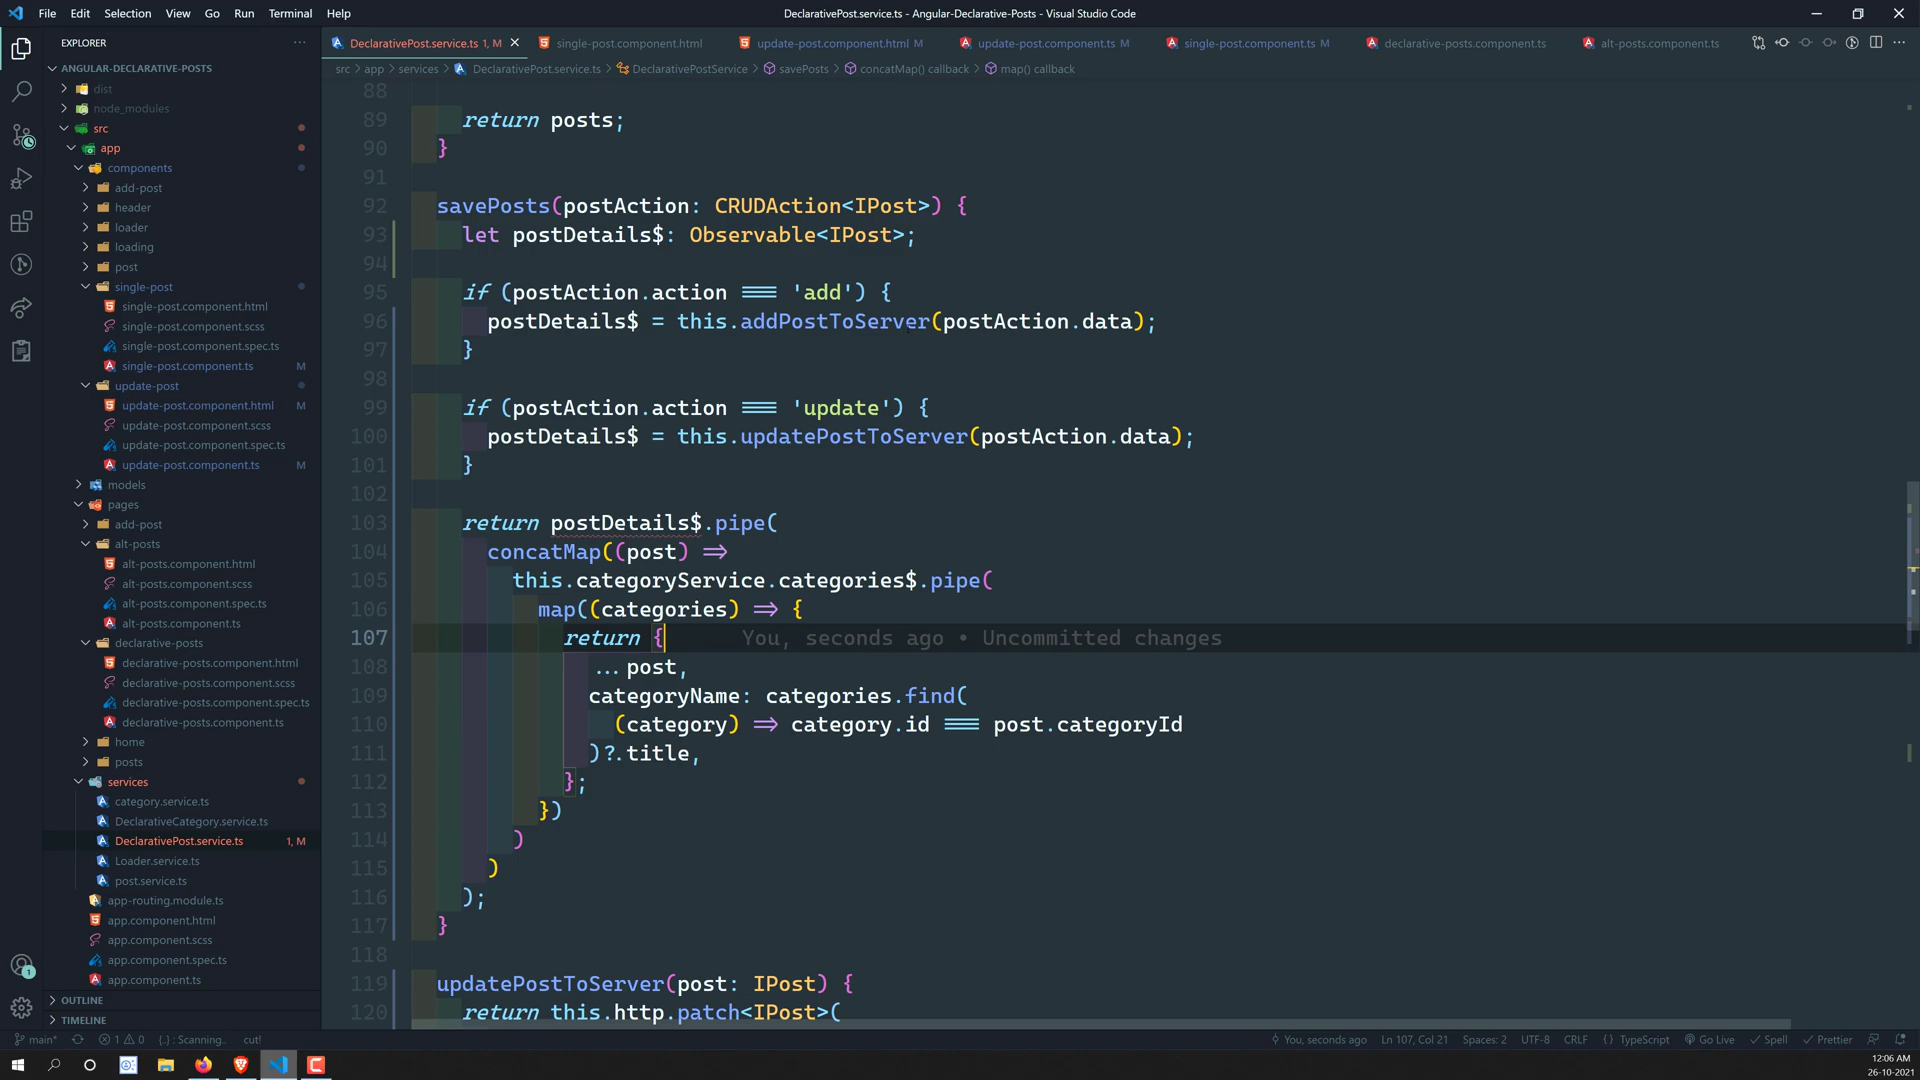 File Edit Selection View Go Run Terminal Help
DeclarativePost.service.ts - Angular-Declarative-Posts - Visual Studio Code
EXPLORER
DeclarativePost.service.ts 1, M
single-post.component.html
update-post.component.html M
update-post.component.ts M
single-post.component.ts M
declarative-posts.component.ts
alt-posts.component.ts
src > app > services > DeclarativePost.service.ts > DeclarativePostService > savePosts > concatMap() callback > map() callback
ANGULAR-DECLARATIVE-POSTS
dist
node_modules
src
app
components
add-post
header
loader
loading
post
single-post
single-post.component.html
single-post.component.scss
single-post.component.spec.ts
single-post.component.ts M
update-post
update-post.component.html M
update-post.component.scss
update-post.component.spec.ts
update-post.component.ts M
models
pages
add-post
alt-posts
alt-posts.component.html
alt-posts.component.scss
alt-posts.component.spec.ts
alt-posts.component.ts
declarative-posts
declarative-posts.component.html
declarative-posts.component.scss
declarative-posts.component.spec.ts
declarative-posts.component.ts
home
posts
services
category.service.ts
DeclarativeCategory.service.ts
DeclarativePost.service.ts 1, M
Loader.service.ts
post.service.ts
app-routing.module.ts
app.component.html
app.component.scss
app.component.spec.ts
app.component.ts
OUTLINE
TIMELINE
88
89 return posts;
90 }
91
92 savePosts(postAction: CRUDAction<IPost>) {
93 let postDetails$: Observable<IPost>;
94
95 if (postAction.action === 'add') {
96 postDetails$ = this.addPostToServer(postAction.data);
97 }
98
99 if (postAction.action === 'update') {
100 postDetails$ = this.updatePostToServer(postAction.data);
101 }
102
103 return postDetails$.pipe(
104 concatMap((post) =>
105 this.categoryService.categories$.pipe(
106 map((categories) => {
107 return { You, seconds ago • Uncommitted changes
108 ...post,
109 categoryName: categories.find(
110 (category) => category.id === post.categoryId
111 )?.title,
112 };
113 })
114 )
115 )
116 );
117 }
118
119 updatePostToServer(post: IPost) {
120 return this.http.patch<IPost>(
main* 1 0 {..} : Scanning.. cut! You, seconds ago Ln 107, Col 21 Spaces: 2 UTF-8 CRLF {} TypeScript Go Live Spell Prettier
1
12:06 AM
26-10-2021